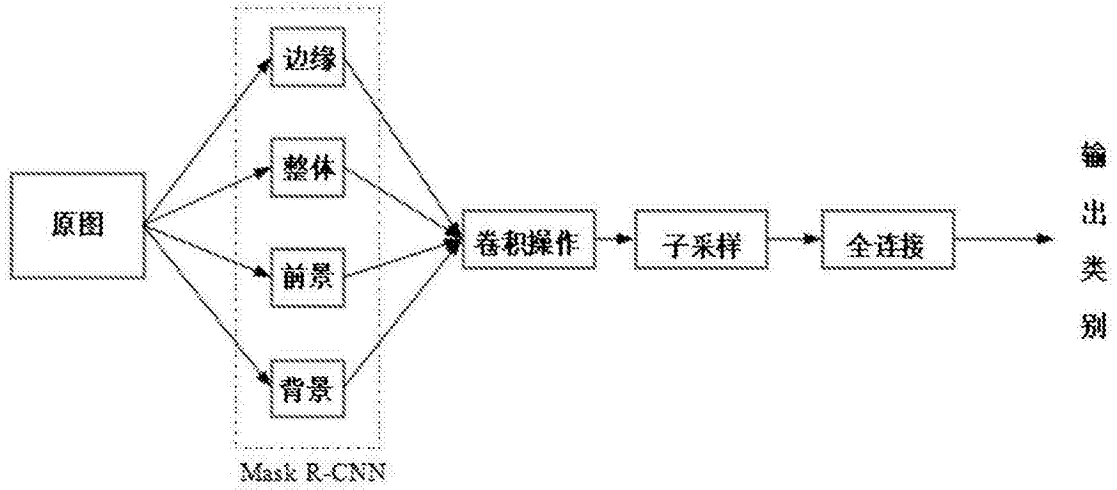 原图
边缘
整体
前景
背景
Mask R-CNN
卷积操作
子采样
全连接
输出类别